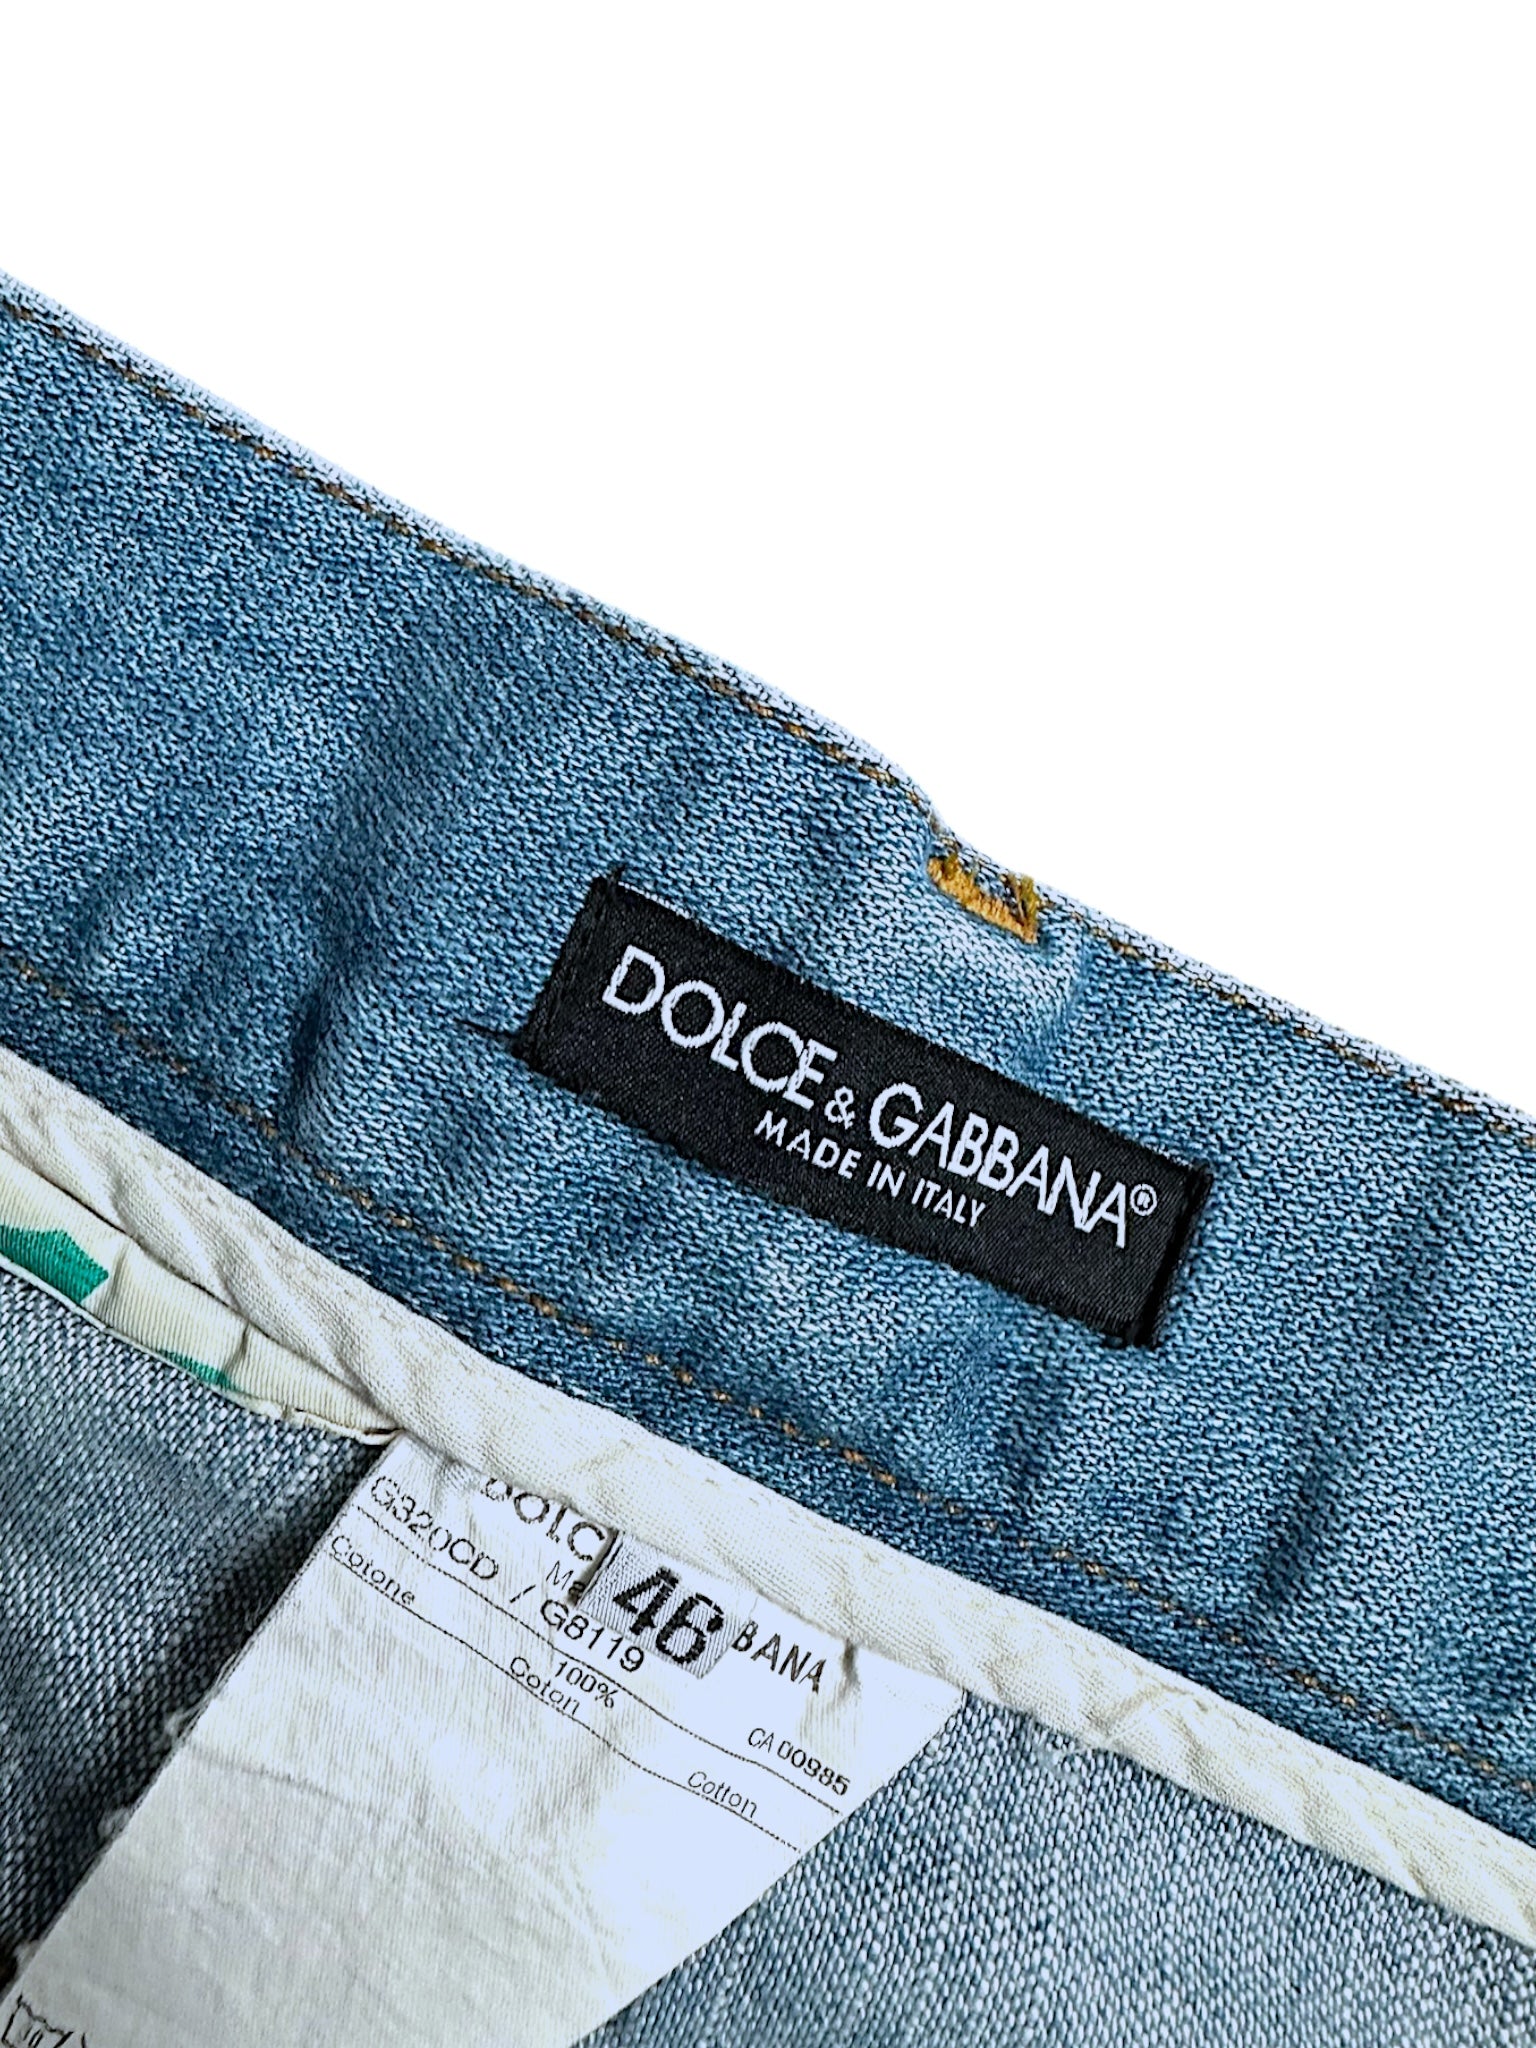 DOLCE & GABBANA®
MADE IN ITALY
46
BANA
G320CD / G8119
CA 00985
100%
Cotone
Coton
Cotton